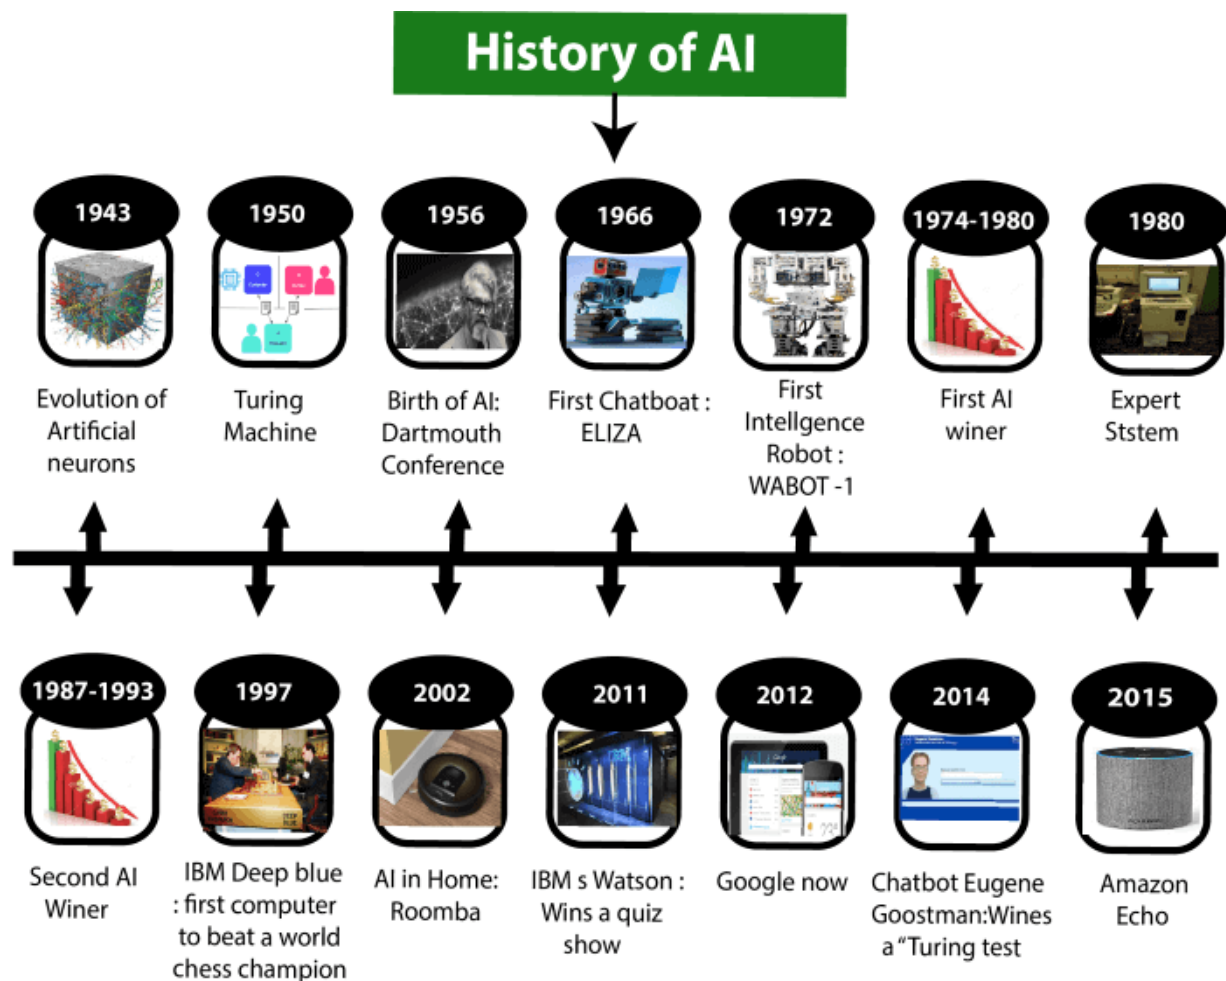 History of AI
1943
1950
1956
1966
1972
1974-1980
1980
Evolution of
Artificial
neurons
Turing
Machine
Birth of AI:
Dartmouth
Conference
First Chatboat :
ELIZA
First
Intellgence
Robot :
WABOT -1
First AI
winer
Expert
Ststem
1987-1993
1997
2002
2011
2012
2014
2015
IBM
Second AI
Winer
IBM Deep blue
: first computer
to beat a world
chess champion
AI in Home:
Roomba
IBM s Watson :
Wins a quiz
show
Google now
Chatbot Eugene
Goostman:Wines
a “Turing test
Amazon
Echo